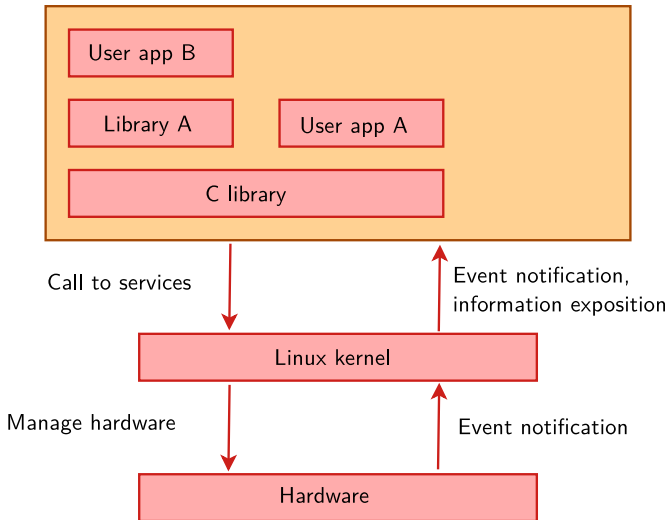 User app B
Library A
User app A
C library
Call to services
Event notification,
information exposition
Linux kernel
Manage hardware
Event notification
Hardware